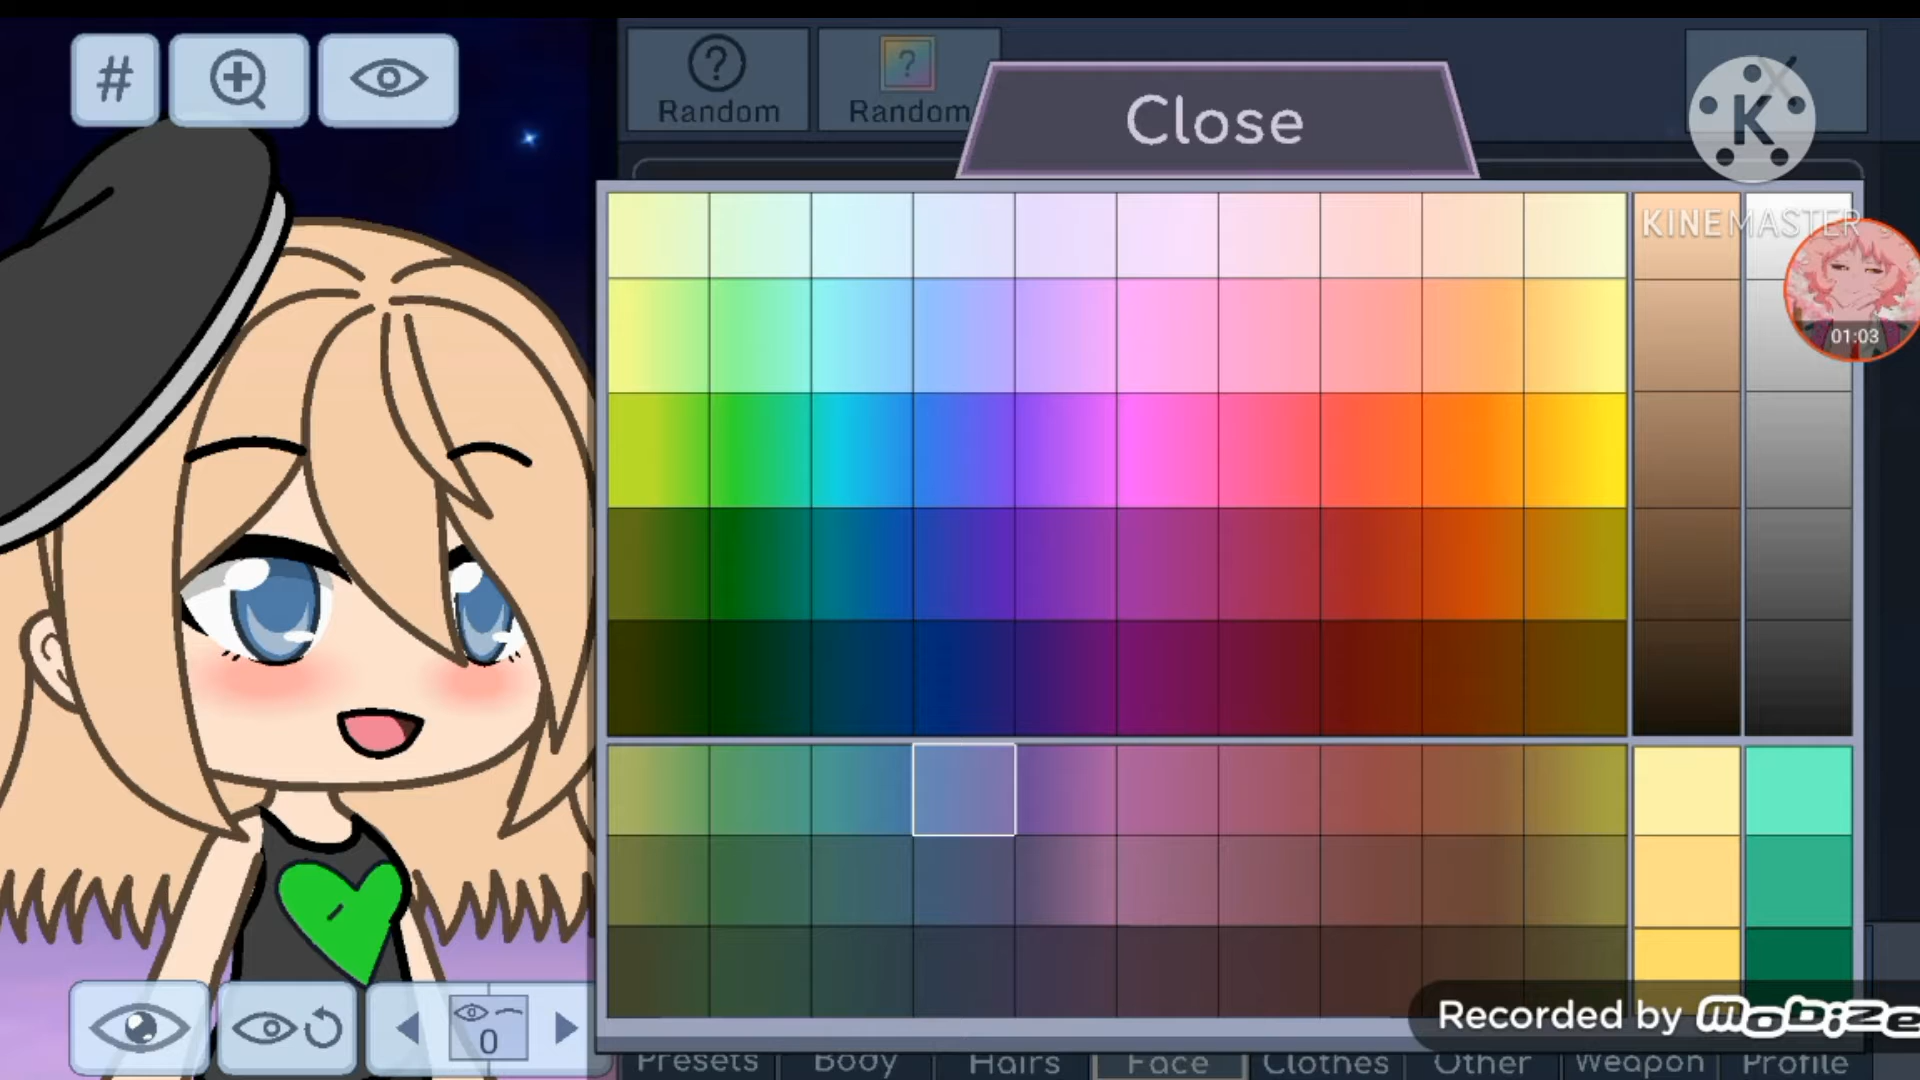 #
Random
Random
Close
K
KINEMASTER
01:03
0
Recorded by mobizen
Presets Body Hairs Face Clothes Other Weapon Profile